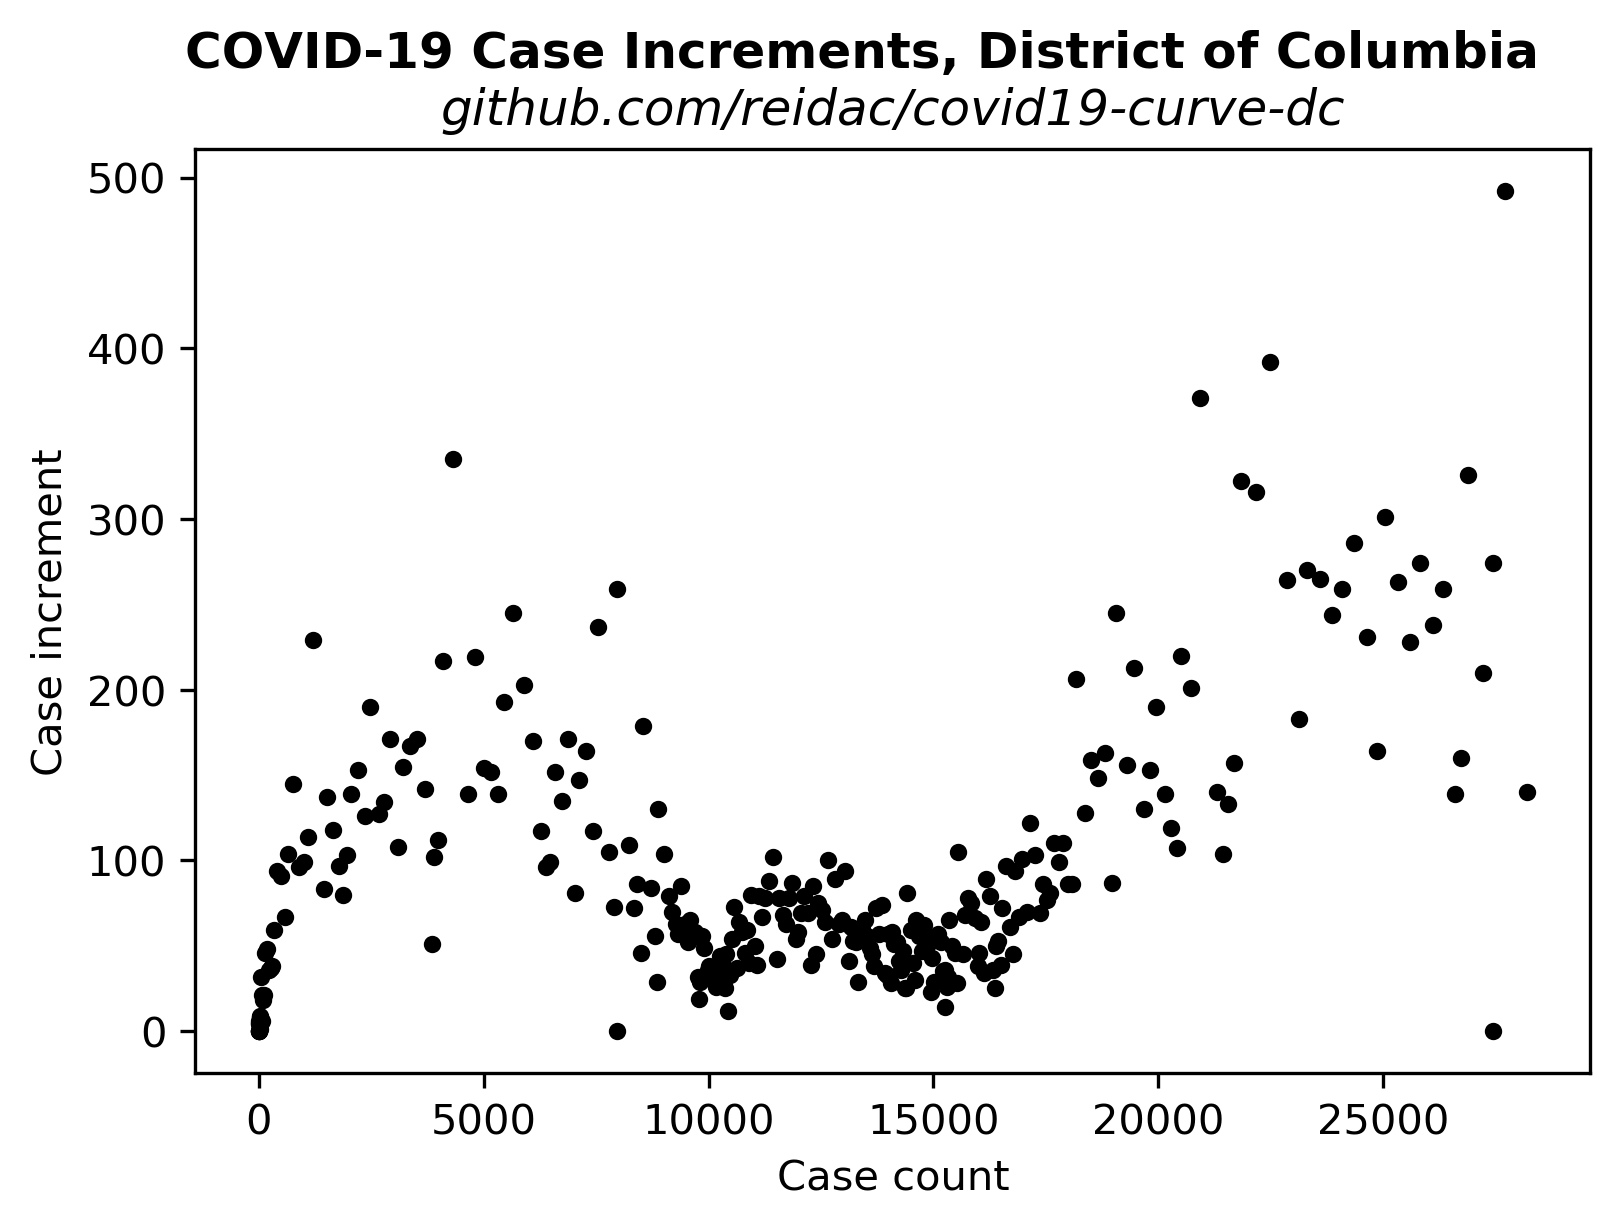 COVID-19 Case Increments, District of Columbia
github.com/reidac/covid19-curve-dc
500
400
300
200
100
0
Case increment
0 5000 10000 15000 20000 25000
Case count